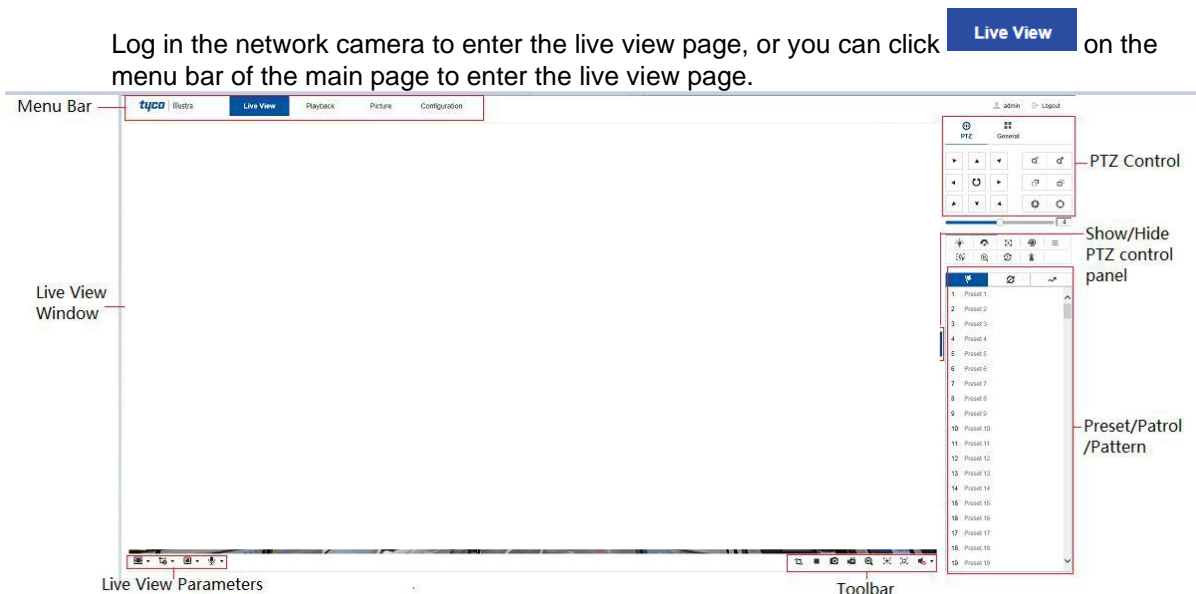 Log in the network camera to enter the live view page, or you can click Live View on the
menu bar of the main page to enter the live view page.
Menu Bar
tyco Illustra Live View Playback Picture Configuration
admin Logout
PTZ General
PTZ Control
4
Show/Hide
PTZ control
panel
Live View
Window
1 Preset 1
2 Preset 2
3 Preset 3
4 Preset 4
5 Preset 5
6 Preset 6
7 Preset 7
8 Preset 8
9 Preset 9
10 Preset 10
11 Preset 11
12 Preset 12
13 Preset 13
14 Preset 14
15 Preset 15
16 Preset 16
17 Preset 17
18 Preset 18
19 Preset 19
Preset/Patrol
/Pattern
Live View Parameters
Toolbar